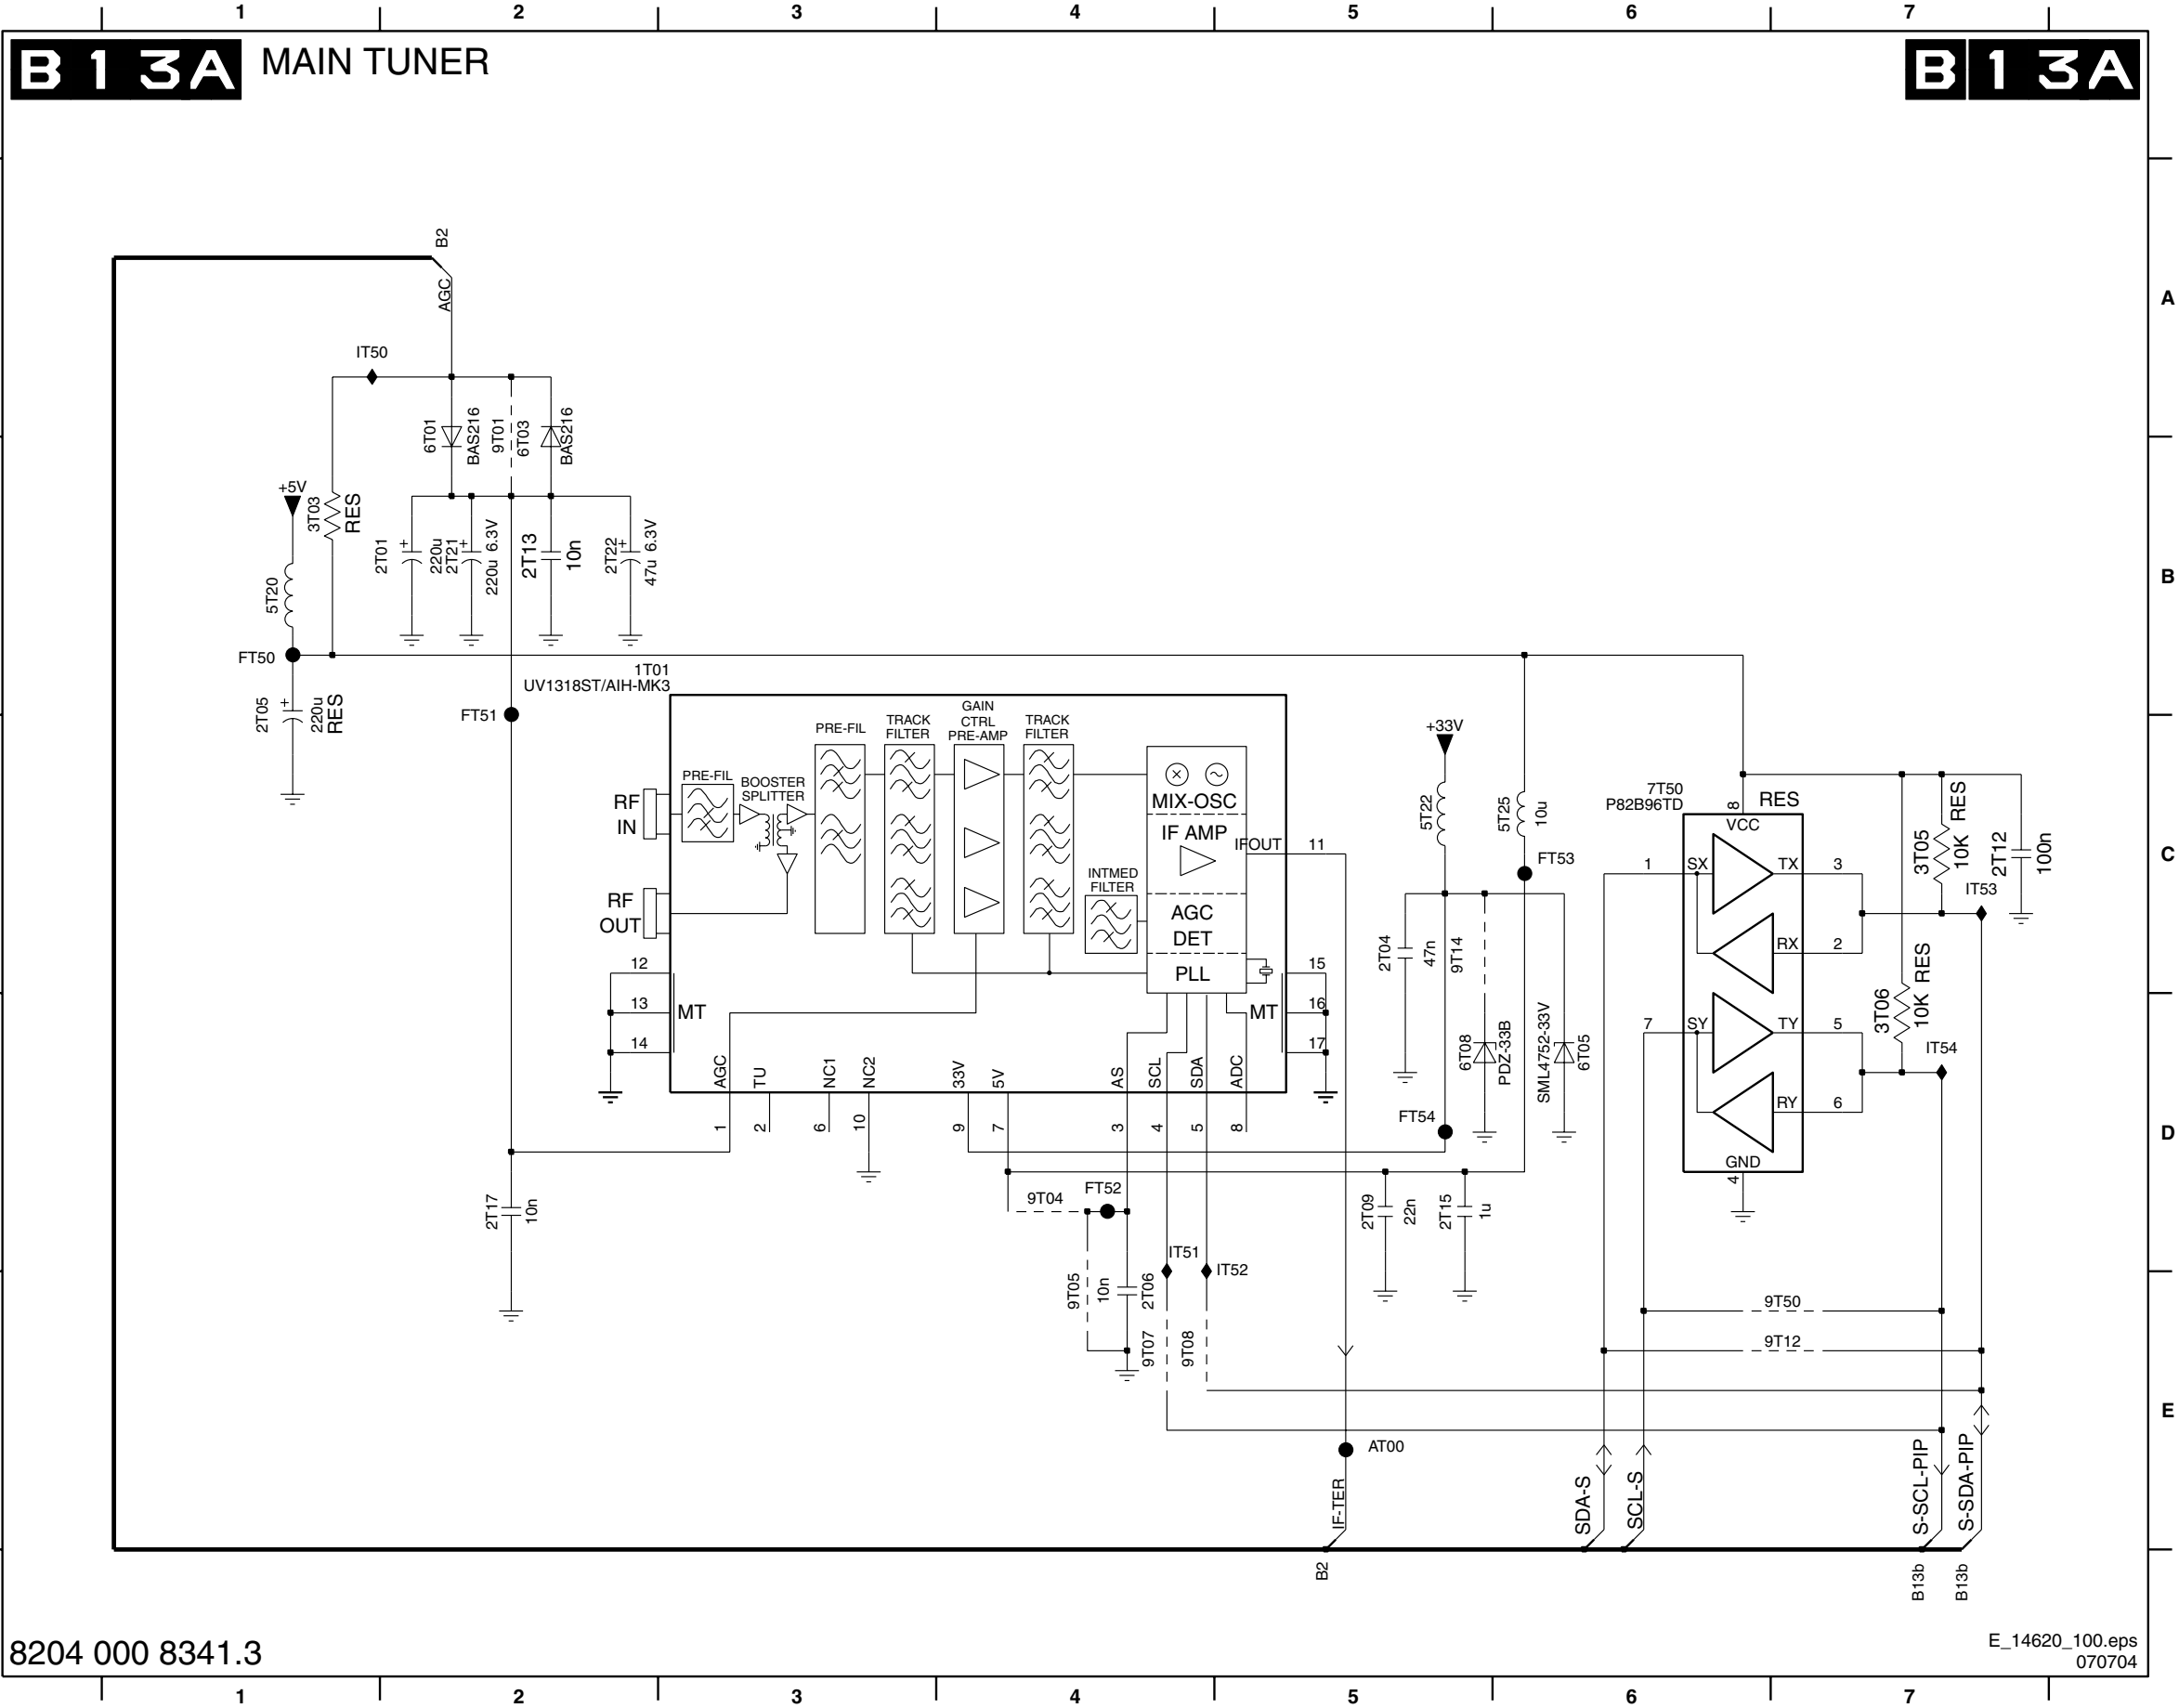 1 2 3 4 5 6 7
B 1 3 A MAIN TUNER B 1 3 A
B2
AGC
A
IT50
6T01
BAS216
9T01
6T03
BAS216
+5V
3T03
RES
2T01
220u
2T21
220u 6.3V
2T13
10n
2T22
47u 6.3V
5T20
B
FT50
2T05
220u
RES
FT51
1T01
UV1318ST/AIH-MK3
PRE-FIL
TRACK
FILTER
GAIN
CTRL
PRE-AMP
TRACK
FILTER
PRE-FIL
BOOSTER
SPLITTER
RF
IN
RF
OUT
MIX-OSC
IF AMP
IFOUT
11
INTMED
FILTER
AGC
DET
PLL
12
13
14
MT
15
16
17
MT
AGC
TU
NC1
NC2
33V
5V
AS
SCL
SDA
ADC
1
2
6
10
9
7
3
4
5
8
+33V
5T22
5T25
10u
FT53
2T04
47n
9T14
6T08
PDZ-33B
SML4752-33V
6T05
FT54
7T50
P82B96TD
8
RES
VCC
1
SX
TX
3
RX
2
7
SY
TY
5
RY
6
GND
4
3T05
10K
RES
2T12
100n
C
IT53
3T06
10K RES
IT54
D
2T17
10n
9T04
FT52
2T09
22n
2T15
1u
IT51
IT52
9T05
10n
2T06
9T07
9T08
9T50
9T12
AT00
E
IF-TER
SDA-S
SCL-S
S-SCL-PIP
S-SDA-PIP
B2
B13b
B13b
8204 000 8341.3
E_14620_100.eps
070704
1 2 3 4 5 6 7